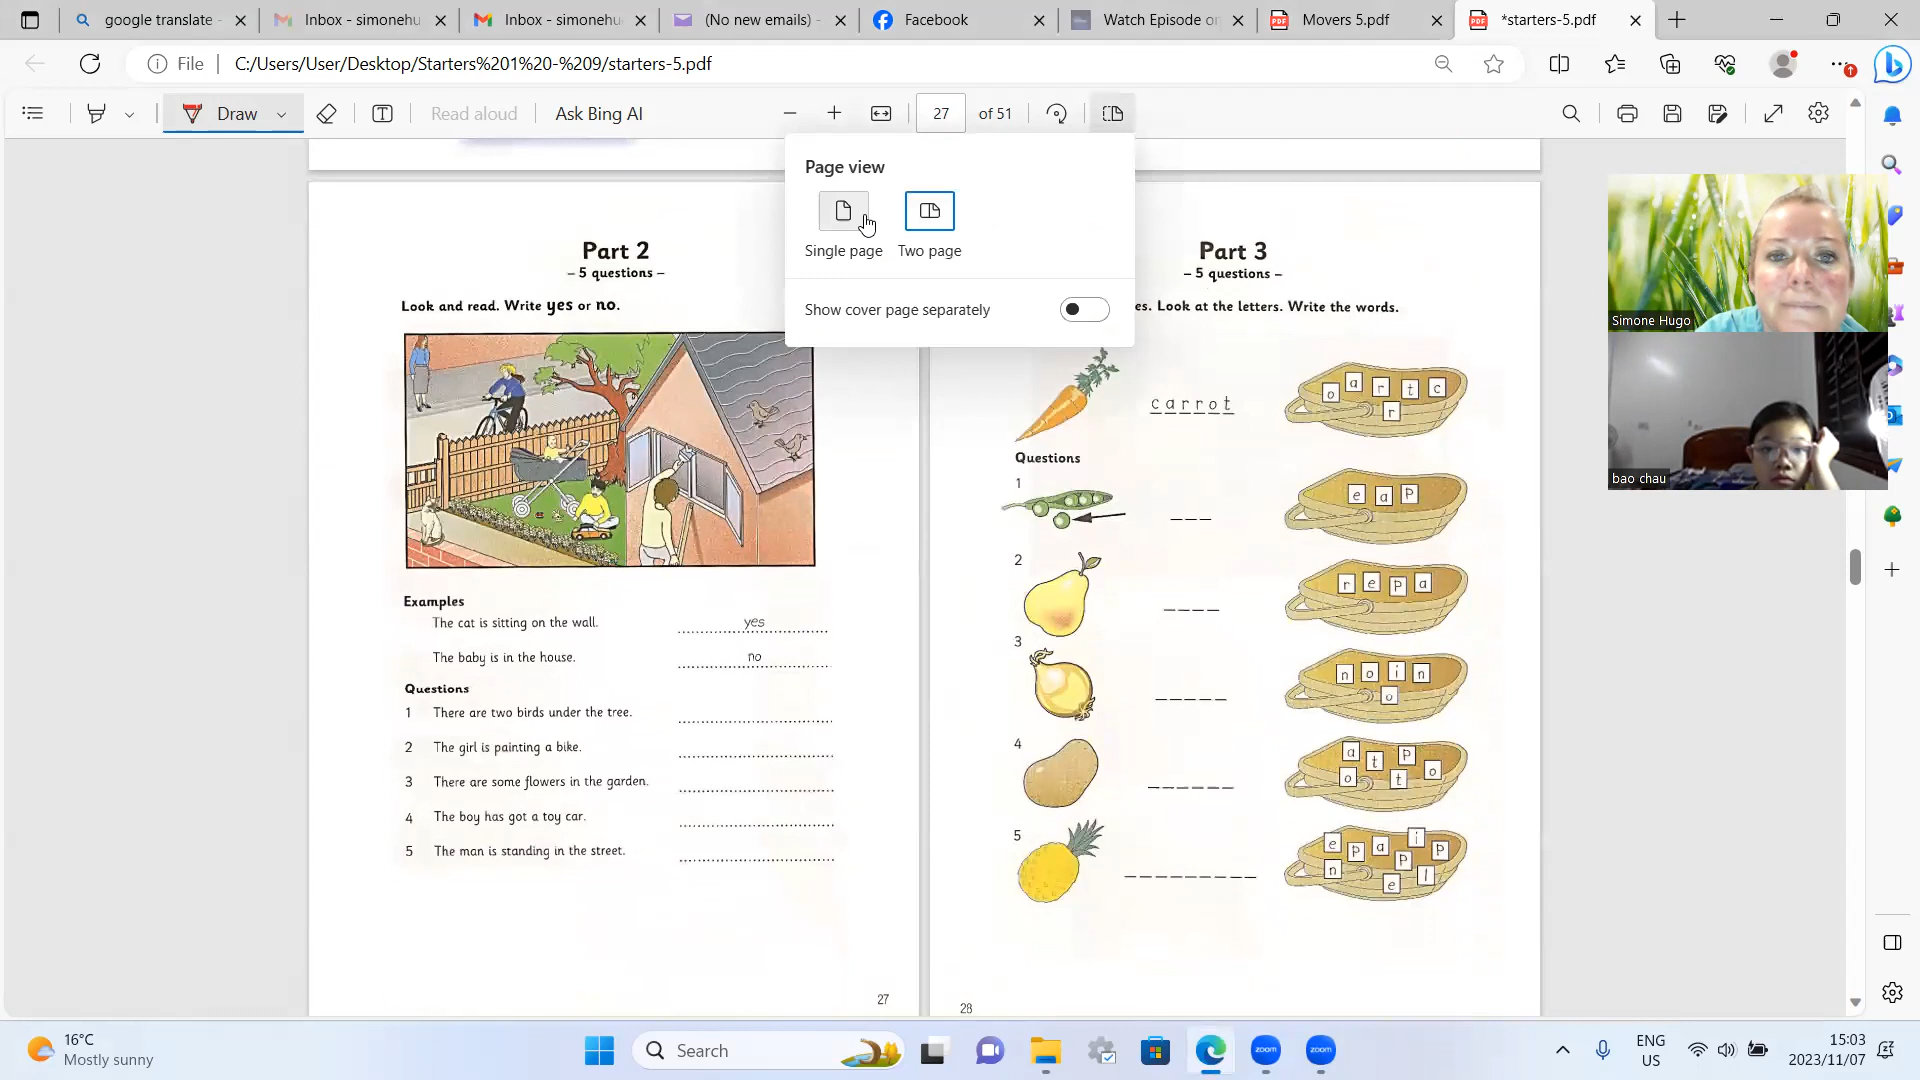 google translate -
Inbox - simonehu
Inbox - simonehu
(No new emails) -
Facebook
Watch Episode on
Movers 5.pdf
*starters-5.pdf
File
C:/Users/User/Desktop/Starters%201%20-%209/starters-5.pdf
Draw
Read aloud
Ask Bing AI
27
of 51
Page view
Single page
Two page
Show cover page separately
Part 2
– 5 questions –
Look and read. Write yes or no.
Examples
The cat is sitting on the wall.
yes
The baby is in the house.
no
Questions
1 There are two birds under the tree.
2 The girl is painting a bike.
3 There are some flowers in the garden.
4 The boy has got a toy car.
5 The man is standing in the street.
27
Part 3
– 5 questions –
es. Look at the letters. Write the words.
carrot
o a r t c
r
Questions
1
e a p
2
r e p a
3
n o i n
o
4
a t p
o t o
5
e p a i p
n p l
e
28
Simone Hugo
bao chau
16°C
Mostly sunny
Search
zoom
zoom
ENG
US
15:03
2023/11/07